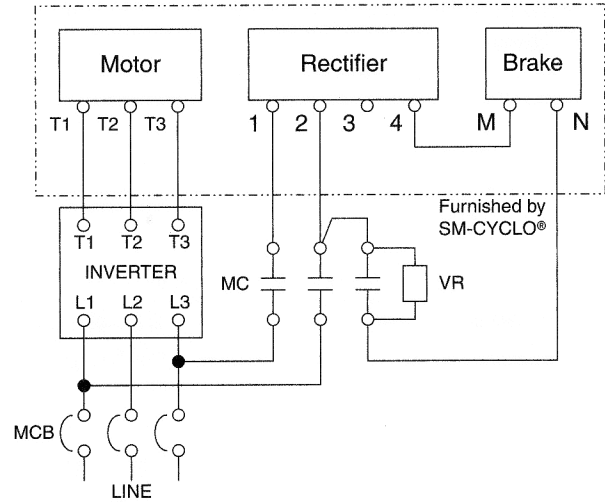 Motor
Rectifier
Brake
T1 T2 T3
1 2 3 4
M N
Furnished by
SM-CYCLO®
T1 T2 T3
INVERTER
L1 L2 L3
MC
VR
MCB
LINE